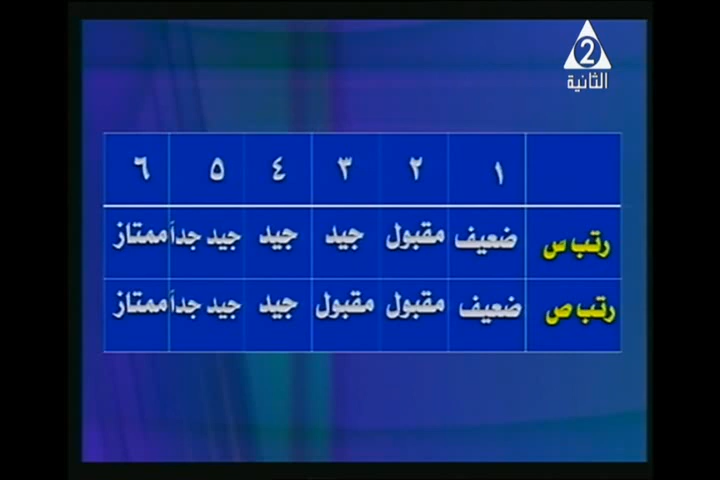 2
الثانية
١ ٢ ٣ ٤ ٥ ٦
رتب س ضعيف مقبول جيد جيد جيد جداً ممتاز
رتب ص ضعيف مقبول مقبول جيد جيد جداً ممتاز